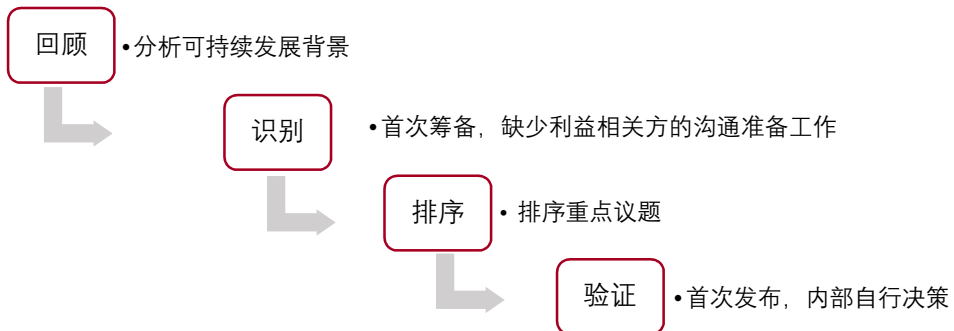 回顾
•分析可持续发展背景
识别
•首次筹备，缺少利益相关方的沟通准备工作
排序
• 排序重点议题
验证
•首次发布，内部自行决策